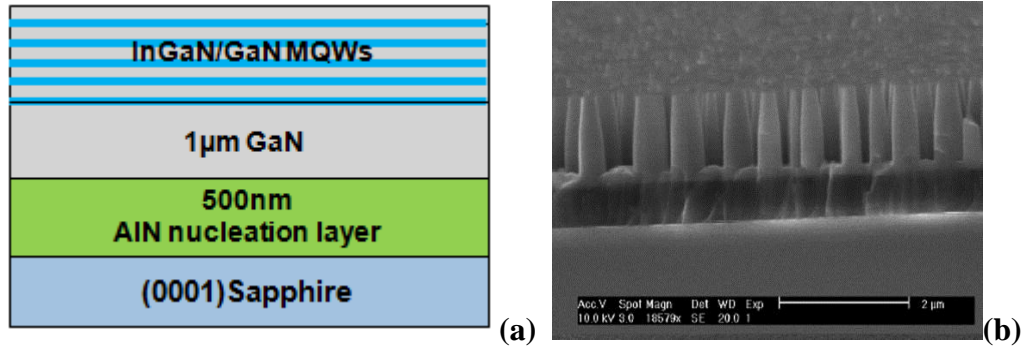 InGaN/GaN MQWs
1µm GaN
500nm
AlN nucleation layer
(0001) Sapphire
(a)
Acc.V Spot Magn Det WD Exp
10.0 kV 3.0 18579x SE 20.0 1
2 µm
(b)